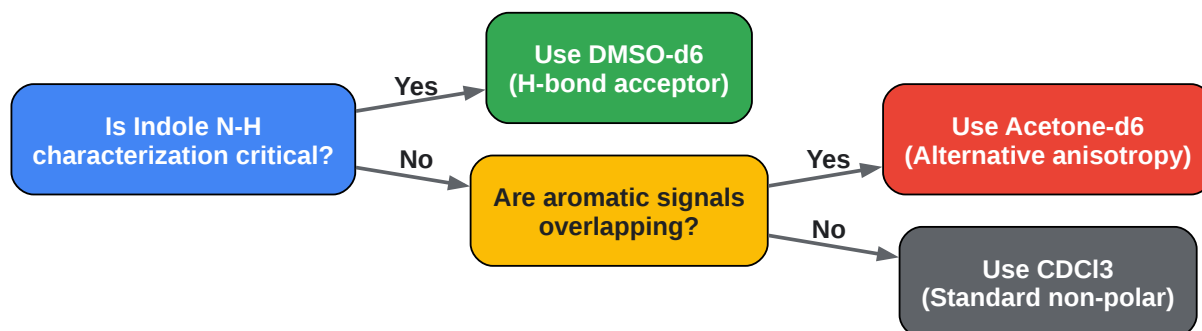 Is Indole N-H
characterization critical?
Yes
Use DMSO-d6
(H-bond acceptor)
No
Are aromatic signals
overlapping?
Yes
Use Acetone-d6
(Alternative anisotropy)
No
Use CDCl3
(Standard non-polar)